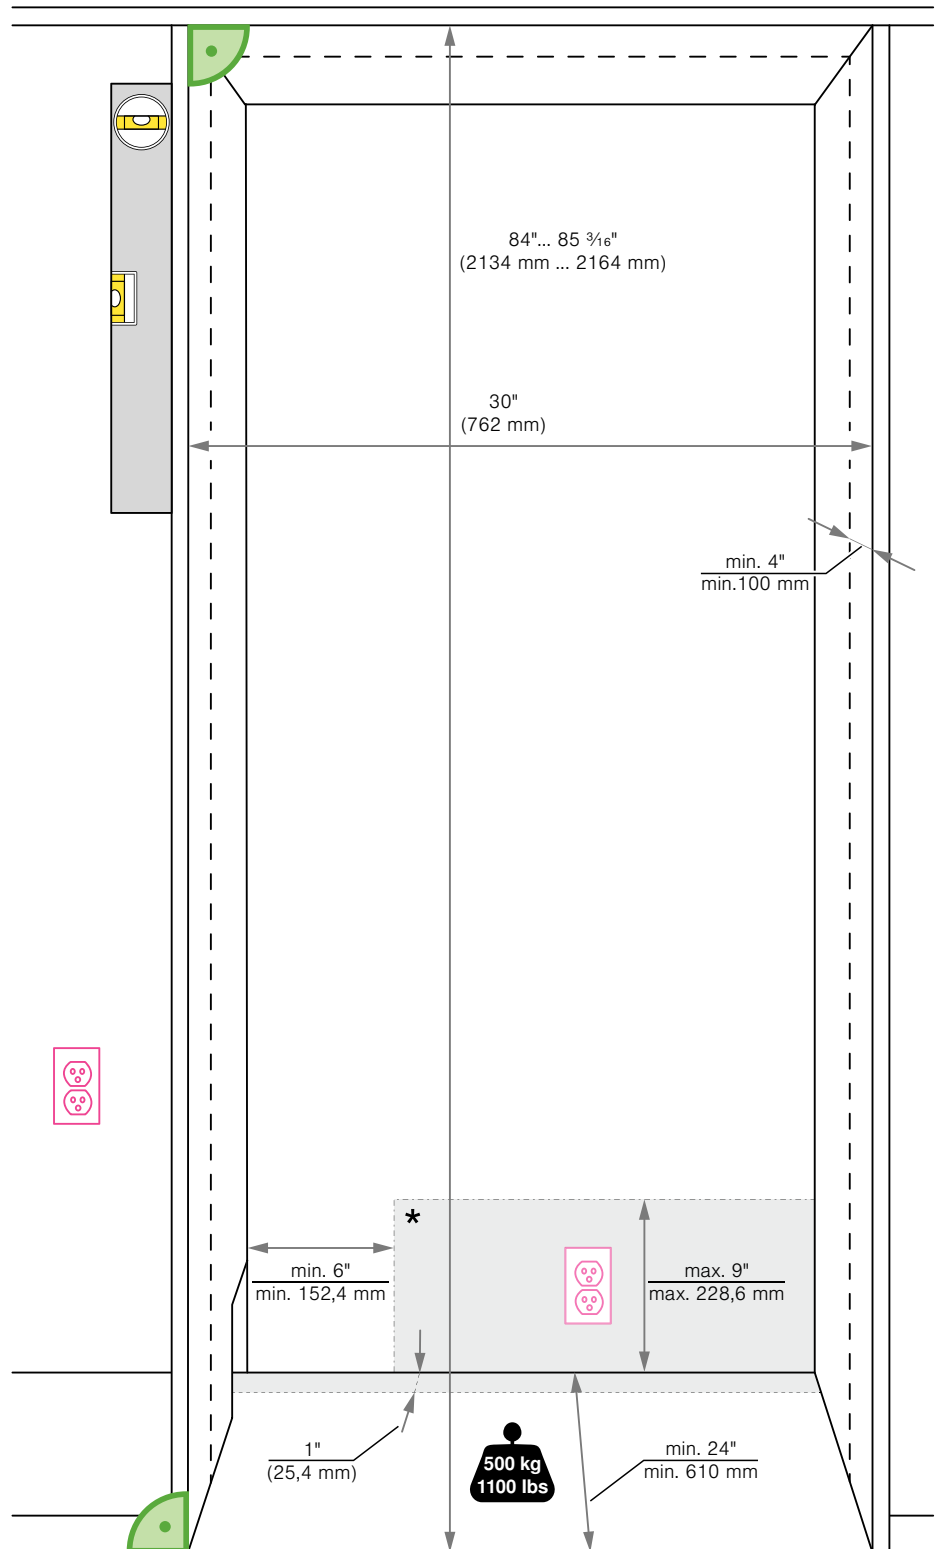 84"... 85 ³⁄₁₆"
(2134 mm ... 2164 mm)
30"
(762 mm)
min. 4"
min.100 mm
*
min. 6"
min. 152,4 mm
max. 9"
max. 228,6 mm
1"
(25,4 mm)
500 kg
1100 lbs
min. 24"
min. 610 mm